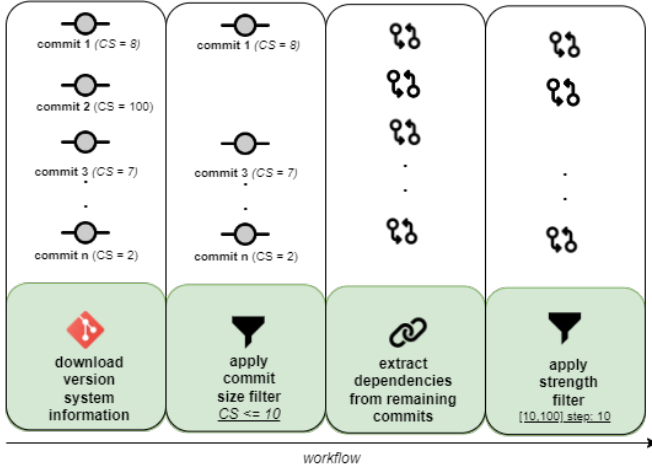 commit 1 (CS = 8)
commit 2 (CS = 100)
commit 3 (CS = 7)
commit n (CS = 2)
download
version
system
information
commit 1 (CS = 8)
commit 3 (CS = 7)
commit n (CS = 2)
apply
commit
size filter
CS <= 10
extract
dependencies
from remaining
commits
apply
strength
filter
[10,100] step: 10
workflow